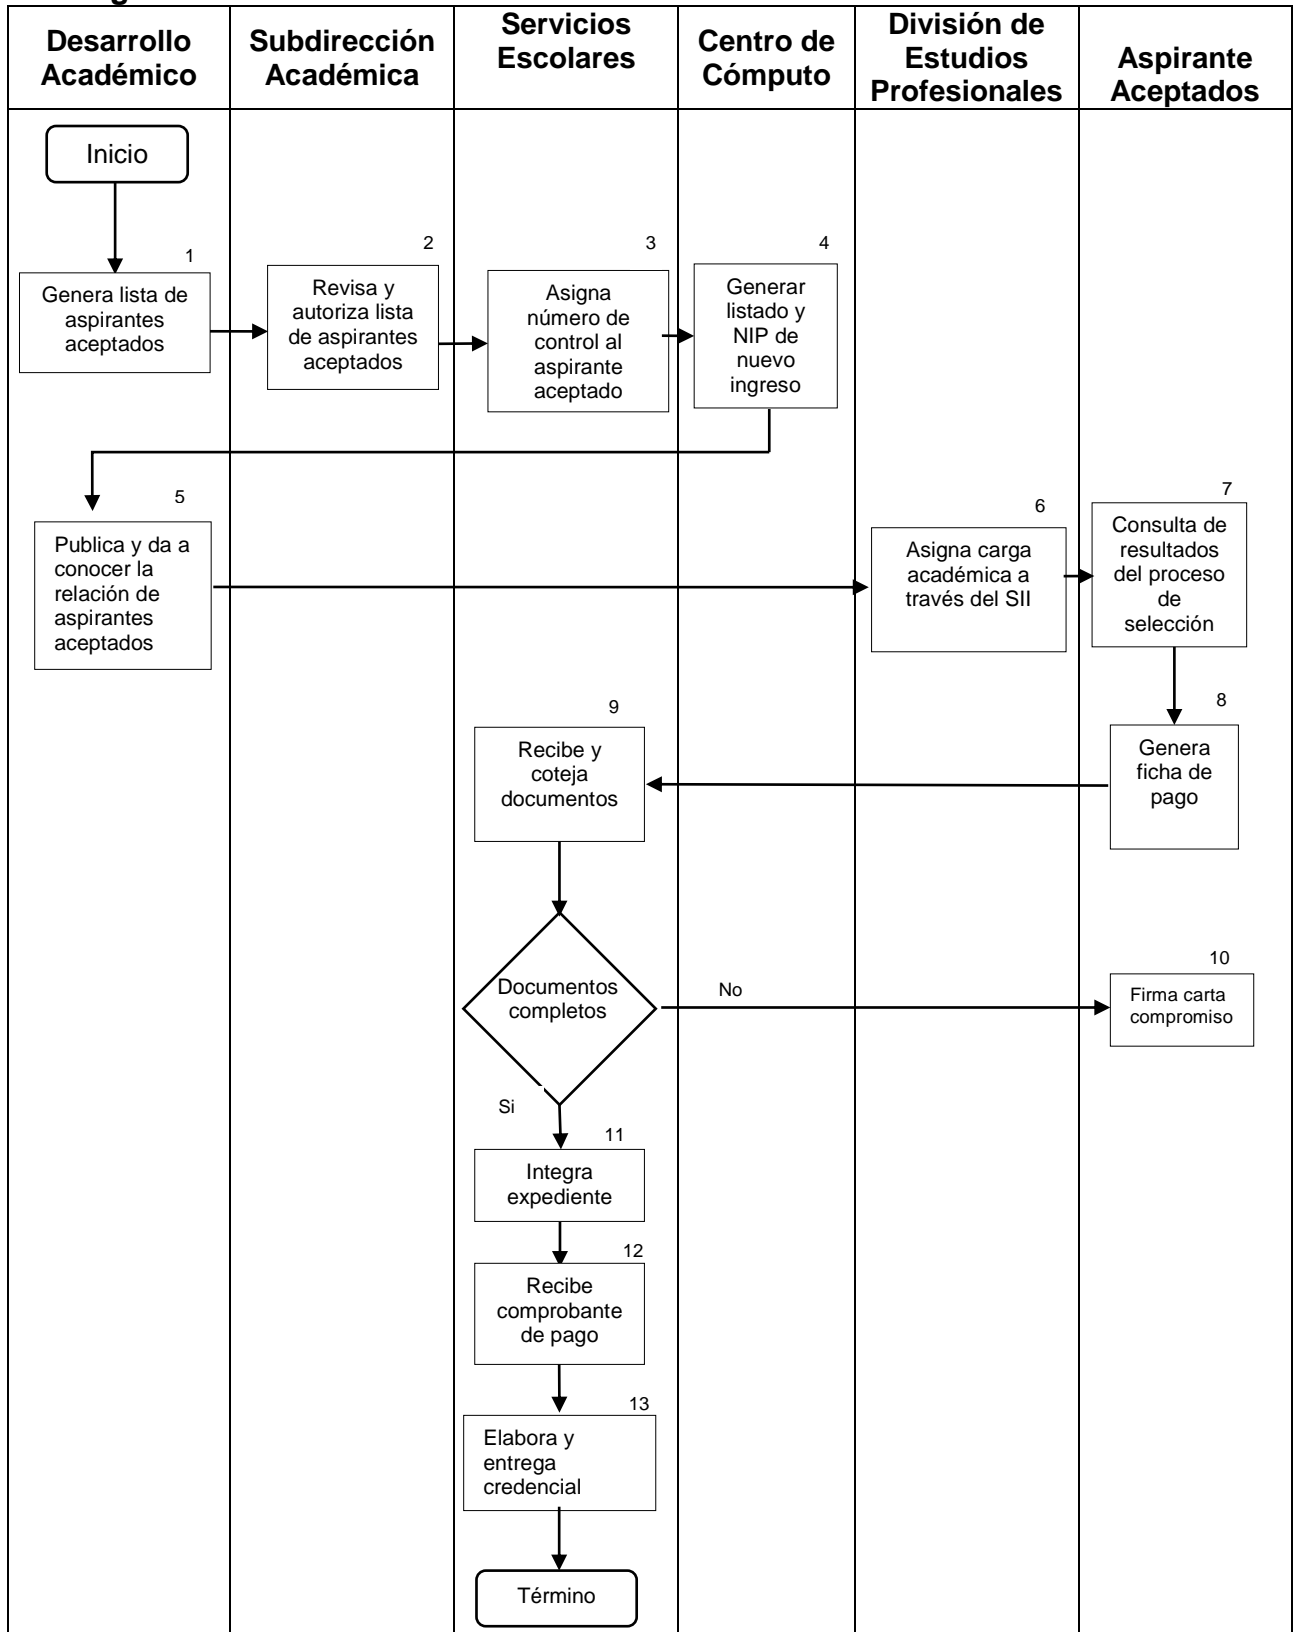 Desarrollo
Académico
Subdirección
Académica
Servicios
Escolares
Centro de
Cómputo
División de
Estudios
Profesionales
Aspirante
Aceptados
Inicio
1
Genera lista de
aspirantes
aceptados
2
Revisa y
autoriza lista
de aspirantes
aceptados
3
Asigna
número de
control al
aspirante
aceptado
4
Generar
listado y
NIP de
nuevo
ingreso
5
Publica y da a
conocer la
relación de
aspirantes
aceptados
6
Asigna carga
académica a
través del SII
7
Consulta de
resultados
del proceso
de
selección
8
Genera
ficha de
pago
9
Recibe y
coteja
documentos
Documentos
completos
No
10
Firma carta
compromiso
Si
11
Integra
expediente
12
Recibe
comprobante
de pago
13
Elabora y
entrega
credencial
Término